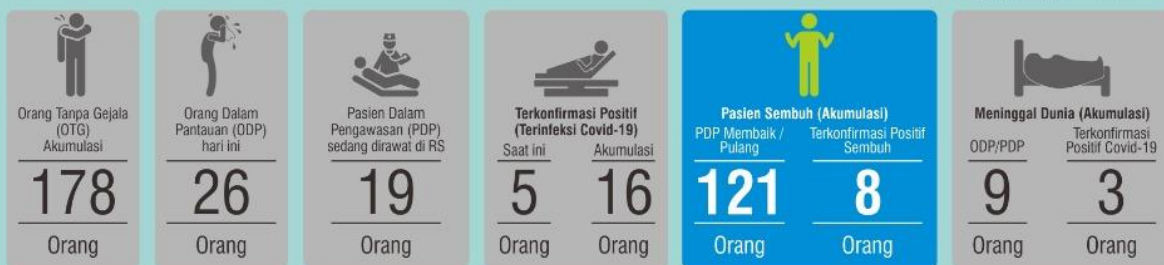 Orang Tanpa Gejala
(OTG)
Akumulasi
178
Orang
Orang Dalam
Pantauan (ODP)
hari ini
26
Orang
Pasien Dalam
Pengawasan (PDP)
sedang dirawat di RS
19
Orang
Terkonfirmasi Positif
(Terinfeksi Covid-19)
Saat ini
5
Orang
Akumulasi
16
Orang
Pasien Sembuh (Akumulasi)
PDP Membaik /
Pulang
121
Orang
Terkonfirmasi Positif
Sembuh
8
Orang
Meninggal Dunia (Akumulasi)
ODP/PDP
9
Orang
Terkonfirmasi
Positif Covid-19
3
Orang